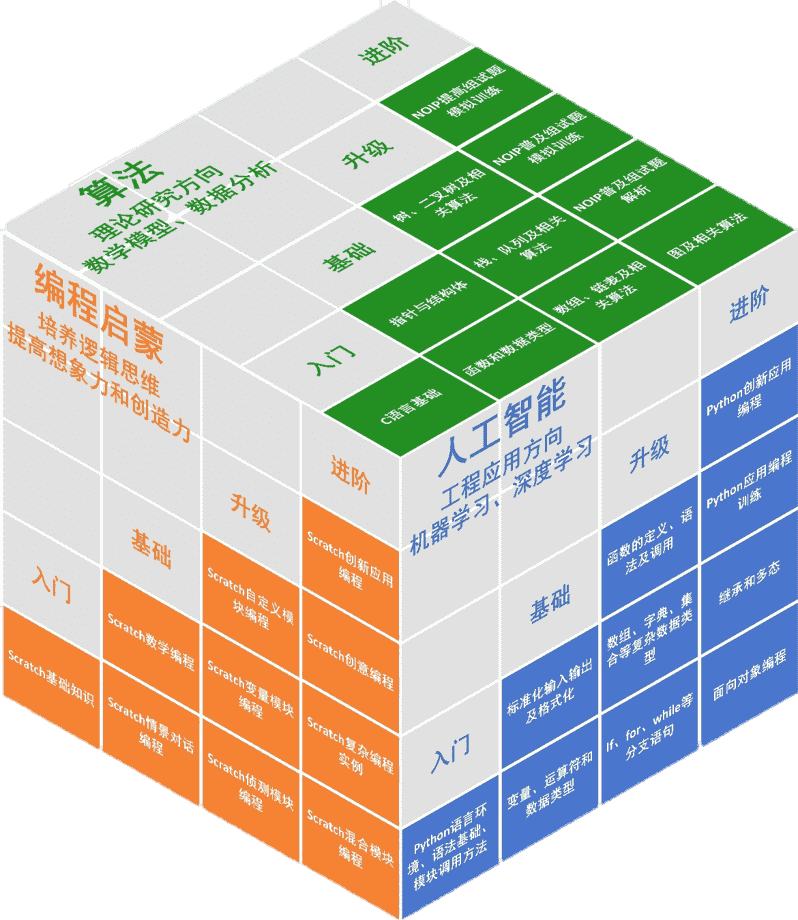 算法
理论研究方向
数学模型、数据分析
进阶
NOIP提高组试题
模拟训练
NOIP普及组试题
模拟训练
NOIP普及组试题
解析
图及相关算法
升级
树、二叉树及相
关算法
栈、队列及相关
算法
数组、链表及相
关算法
基础
指针与结构体
函数和数据类型
入门
C语言基础
编程启蒙
培养逻辑思维
提高想象力和创造力
入门
Scratch基础知识
基础
Scratch数学编程
Scratch情景对话
编程
升级
Scratch自定义模
块编程
Scratch变量模块
编程
Scratch侦测模块
编程
进阶
Scratch创新应用
编程
Scratch创意编程
Scratch复杂编程
实例
Scratch混合模块
编程
人工智能
工程应用方向
机器学习、深度学习
入门
Python语言环
境、语法基础、
模块调用方法
基础
标准化输入输出
及格式化
变量、运算符和
数据类型
升级
函数的定义、语
法及调用
数组、字典、集
合等复杂数据类
型
If、for、while等
分支语句
进阶
Python创新应用
编程
Python应用编程
训练
继承和多态
面向对象编程